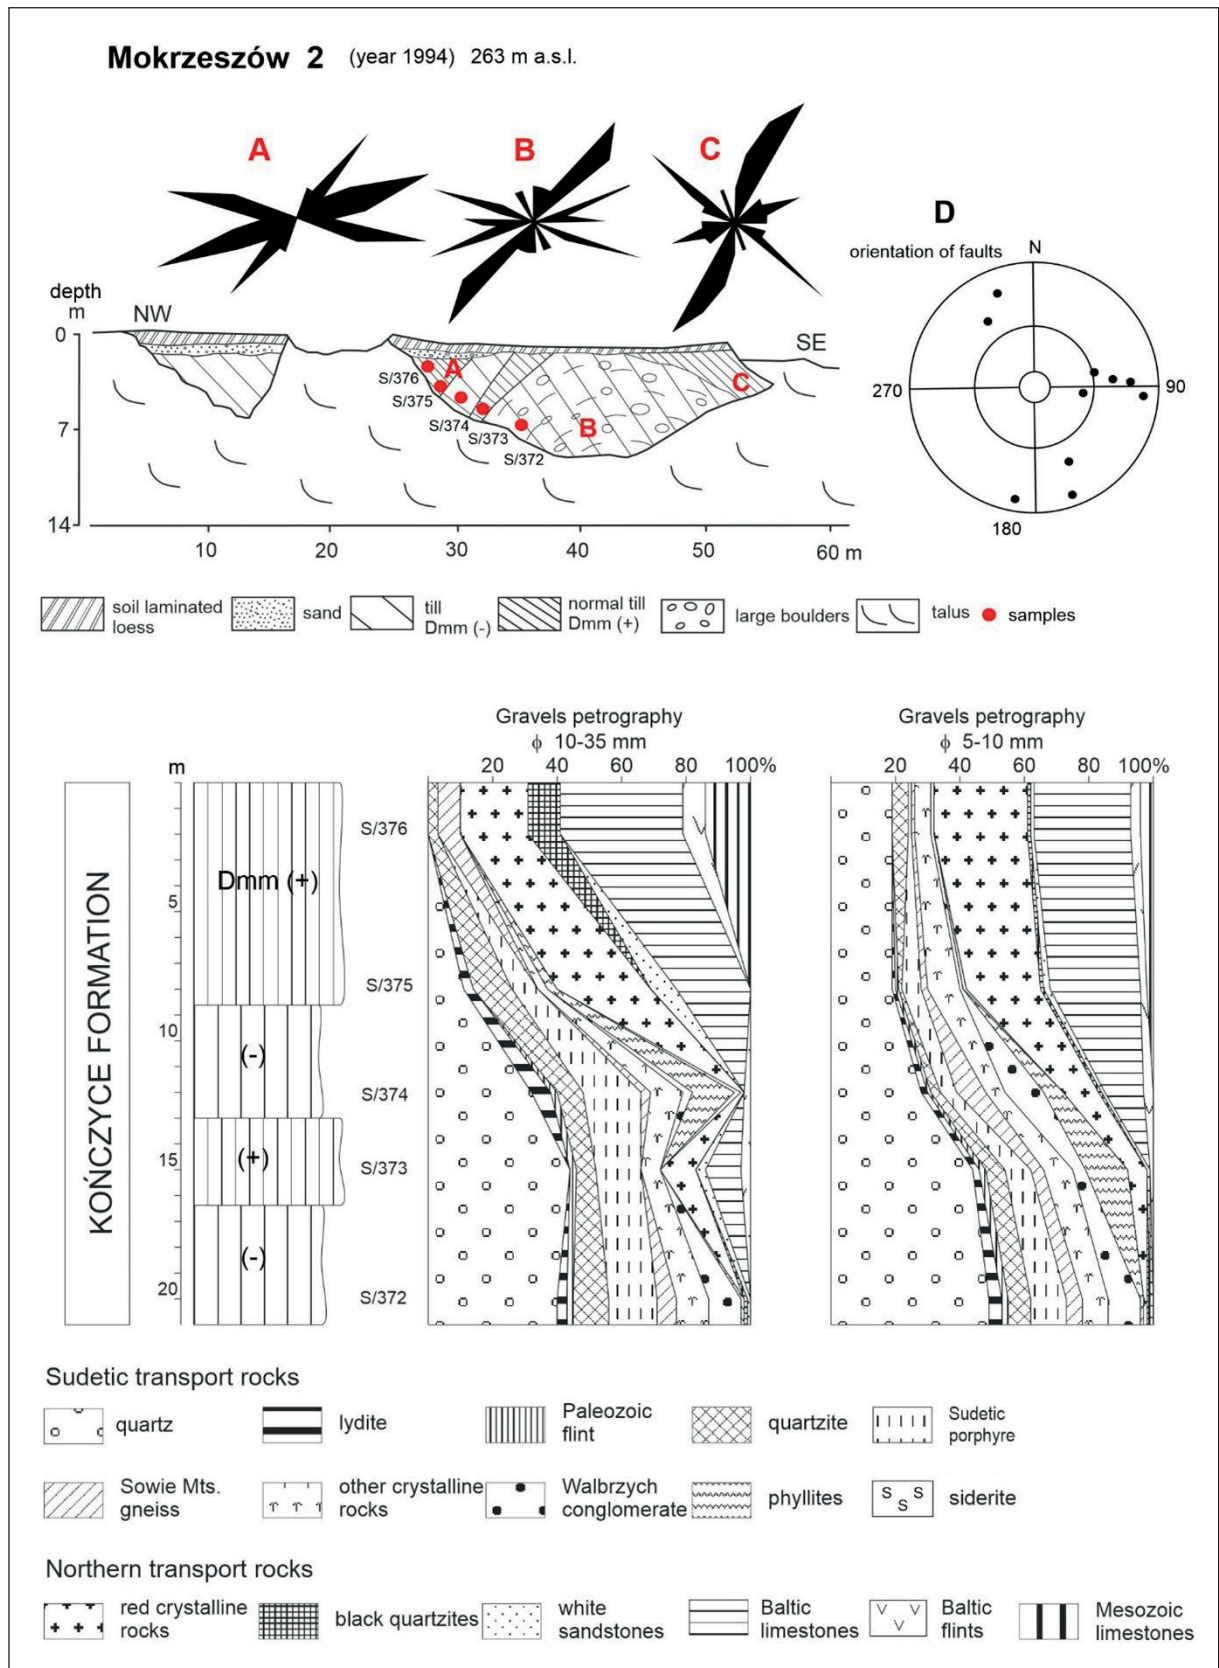 Mokrzeszów 2 (year 1994) 263 m a.s.l.
A
B
C
D
orientation of faults
N
270
90
180
depth
m
NW
SE
0
7
14
S/376
S/375
S/374
S/373
S/372
A
B
C
10 20 30 40 50 60 m
soil laminated
loess
sand
till
Dmm (-)
normal till
Dmm (+)
large boulders
talus
samples
Gravels petrography
ϕ 10-35 mm
Gravels petrography
ϕ 5-10 mm
m
20 40 60 80 100%
20 40 60 80 100%
KOŃCZYCE FORMATION
5
10
15
20
Dmm (+)
(-)
(+)
(-)
S/376
S/375
S/374
S/373
S/372
Sudetic transport rocks
quartz
lydite
Paleozoic
flint
quartzite
Sudetic
porphyre
Sowie Mts.
gneiss
other crystalline
rocks
Walbrzych
conglomerate
phyllites
S S S
siderite
Northern transport rocks
red crystalline
rocks
black quartzites
white
sandstones
Baltic
limestones
Baltic
flints
Mesozoic
limestones